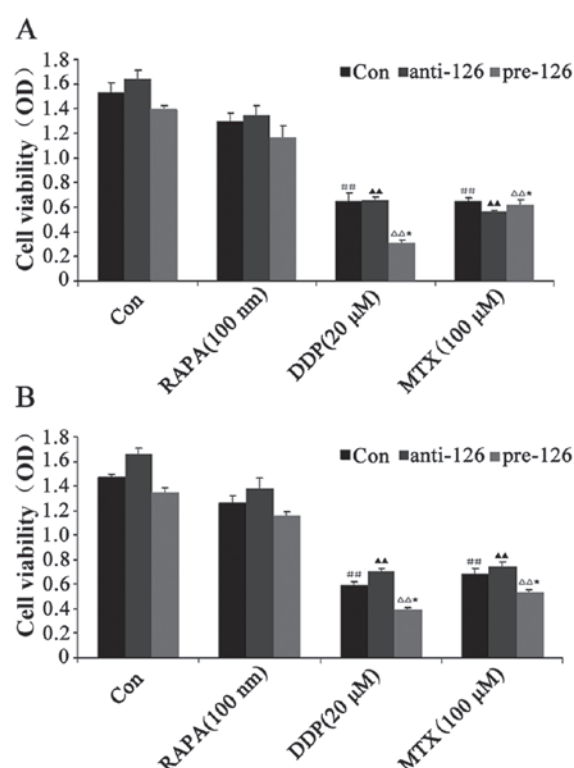 A
Cell viability (OD)
1.8
1.6
1.4
1.2
1.0
0.8
0.6
0.4
0.2
0
Con anti-126 pre-126
## ▲▲ △△*
## ▲▲ △△*
Con
RAPA(100 nm)
DDP(20 μM)
MTX (100 μM)
B
Cell viability (OD)
1.8
1.6
1.4
1.2
1.0
0.8
0.6
0.4
0.2
0
Con anti-126 pre-126
## ▲▲ △△*
## ▲▲ △△*
Con
RAPA(100 nm)
DDP(20 μM)
MTX (100 μM)